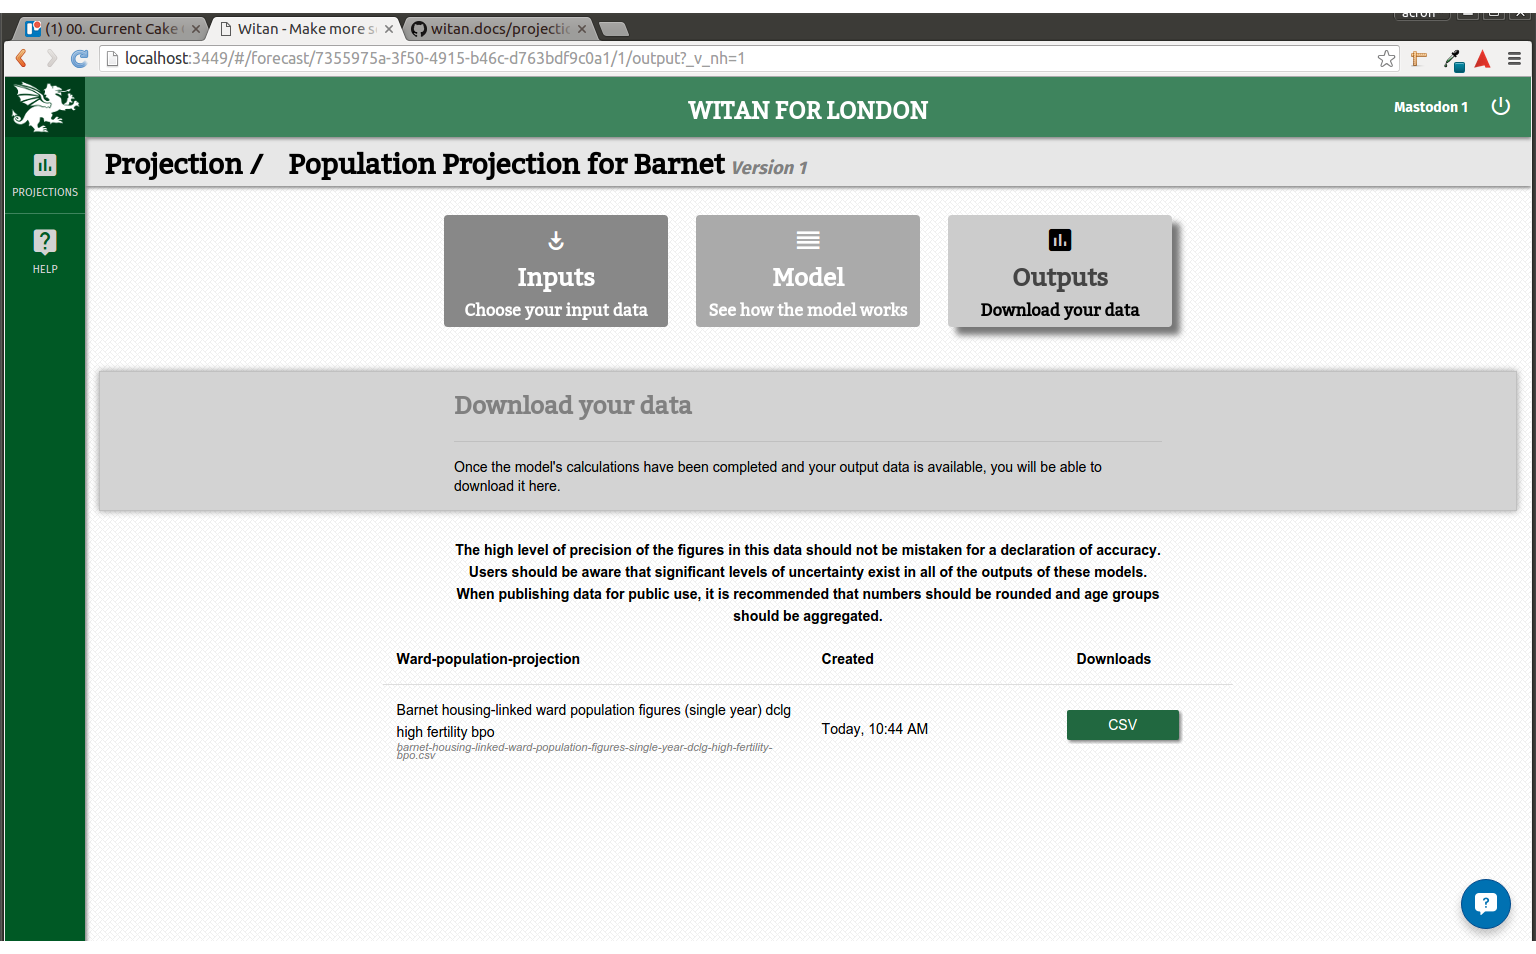 acron
(1) 00. Current Cake
Witan - Make more s
witan.docs/projectic
localhost:3449/#/forecast/7355975a-3f50-4915-b46c-d763bdf9c0a1/1/output?_v_nh=1
WITAN FOR LONDON
Mastodon 1
PROJECTIONS
HELP
Projection / Population Projection for Barnet Version 1
Inputs
Choose your input data
Model
See how the model works
Outputs
Download your data
Download your data
Once the model's calculations have been completed and your output data is available, you will be able to
download it here.
The high level of precision of the figures in this data should not be mistaken for a declaration of accuracy.
Users should be aware that significant levels of uncertainty exist in all of the outputs of these models.
When publishing data for public use, it is recommended that numbers should be rounded and age groups
should be aggregated.
Ward-population-projection Created Downloads
Barnet housing-linked ward population figures (single year) dclg
high fertility bpo
barnet-housing-linked-ward-population-figures-single-year-dclg-high-fertility-
bpo.csv
Today, 10:44 AM
CSV